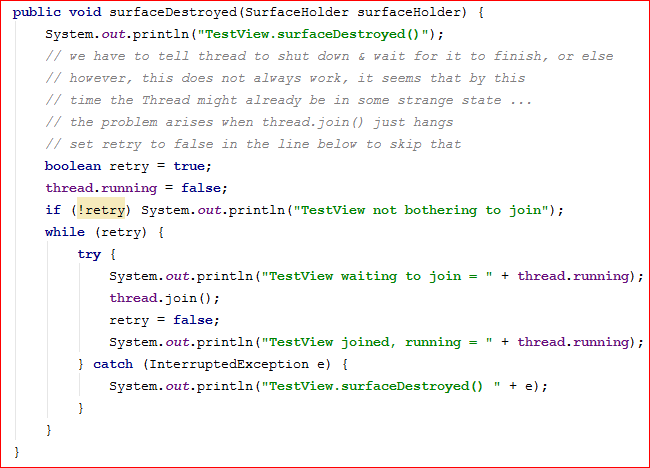 public void surfaceDestroyed(SurfaceHolder surfaceHolder) {
System.out.println("TestView.surfaceDestroyed()");
// we have to tell thread to shut down & wait for it to finish, or else
// however, this does not always work, it seems that by this
// time the Thread might already be in some strange state ...
// the problem arises when thread.join() just hangs
// set retry to false in the line below to skip that
boolean retry = true;
thread.running = false;
if (!retry) System.out.println("TestView not bothering to join");
while (retry) {
try {
System.out.println("TestView waiting to join = " + thread.running);
thread.join();
retry = false;
System.out.println("TestView joined, running = " + thread.running);
} catch (InterruptedException e) {
System.out.println("TestView.surfaceDestroyed() " + e);
}
}
}